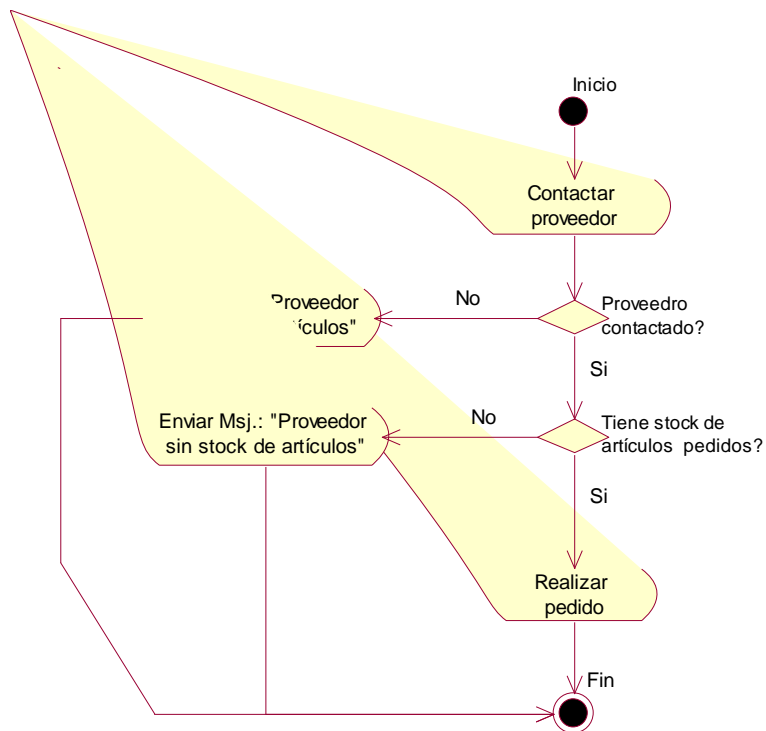 Inicio
Contactar
proveedor
No
Proveedro
contactado?
Proveedor
ículos"
Si
Enviar Msj.: "Proveedor
sin stock de artículos"
No
Tiene stock de
artículos pedidos?
Si
Realizar
pedido
Fin